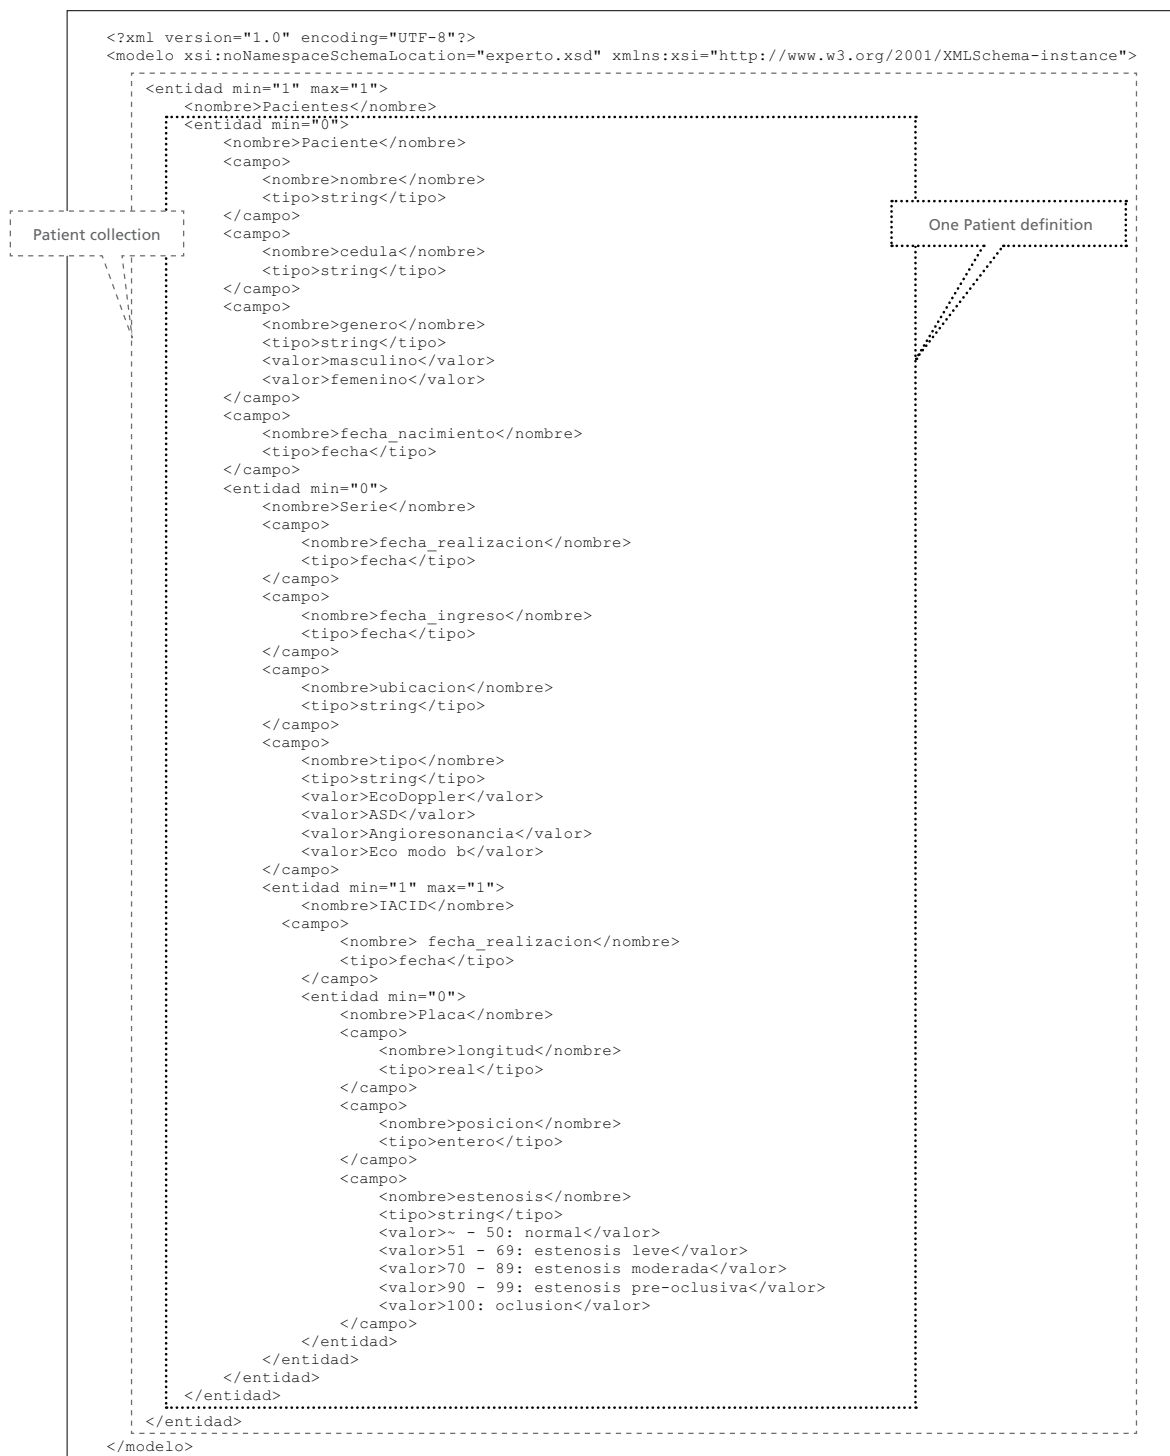 <?xml version="1.0" encoding="UTF-8"?>
<modelo xsi:noNamespaceSchemaLocation="experto.xsd" xmlns:xsi="http://www.w3.org/2001/XMLSchema-instance">
<entidad min="1" max="1">
<nombre>Pacientes</nombre>
<entidad min="0">
<nombre>Paciente</nombre>
<campo>
<nombre>nombre</nombre>
<tipo>string</tipo>
</campo>
<campo>
Patient collection
One Patient definition
<nombre>cedula</nombre>
<tipo>string</tipo>
</campo>
<campo>
<nombre>genero</nombre>
<tipo>string</tipo>
<valor>masculino</valor>
<valor>femenino</valor>
</campo>
<campo>
<nombre>fecha_nacimiento</nombre>
<tipo>fecha</tipo>
</campo>
<entidad min="0">
<nombre>Serie</nombre>
<campo>
<nombre>fecha_realizacion</nombre>
<tipo>fecha</tipo>
</campo>
<campo>
<nombre>fecha_ingreso</nombre>
<tipo>fecha</tipo>
</campo>
<campo>
<nombre>ubicacion</nombre>
<tipo>string</tipo>
</campo>
<campo>
<nombre>tipo</nombre>
<tipo>string</tipo>
<valor>EcoDoppler</valor>
<valor>ASD</valor>
<valor>Angioresonancia</valor>
<valor>Eco modo b</valor>
</campo>
<entidad min="1" max="1">
<nombre>IACID</nombre>
<campo>
<nombre> fecha_realizacion</nombre>
<tipo>fecha</tipo>
</campo>
<entidad min="0">
<nombre>Placa</nombre>
<campo>
<nombre>longitud</nombre>
<tipo>real</tipo>
</campo>
<campo>
<nombre>posicion</nombre>
<tipo>entero</tipo>
</campo>
<campo>
<nombre>estenosis</nombre>
<tipo>string</tipo>
<valor>~ - 50: normal</valor>
<valor>51 - 69: estenosis leve</valor>
<valor>70 - 89: estenosis moderada</valor>
<valor>90 - 99: estenosis pre-oclusiva</valor>
<valor>100: oclusion</valor>
</campo>
</entidad>
</entidad>
</entidad>
</entidad>
</entidad>
</modelo>